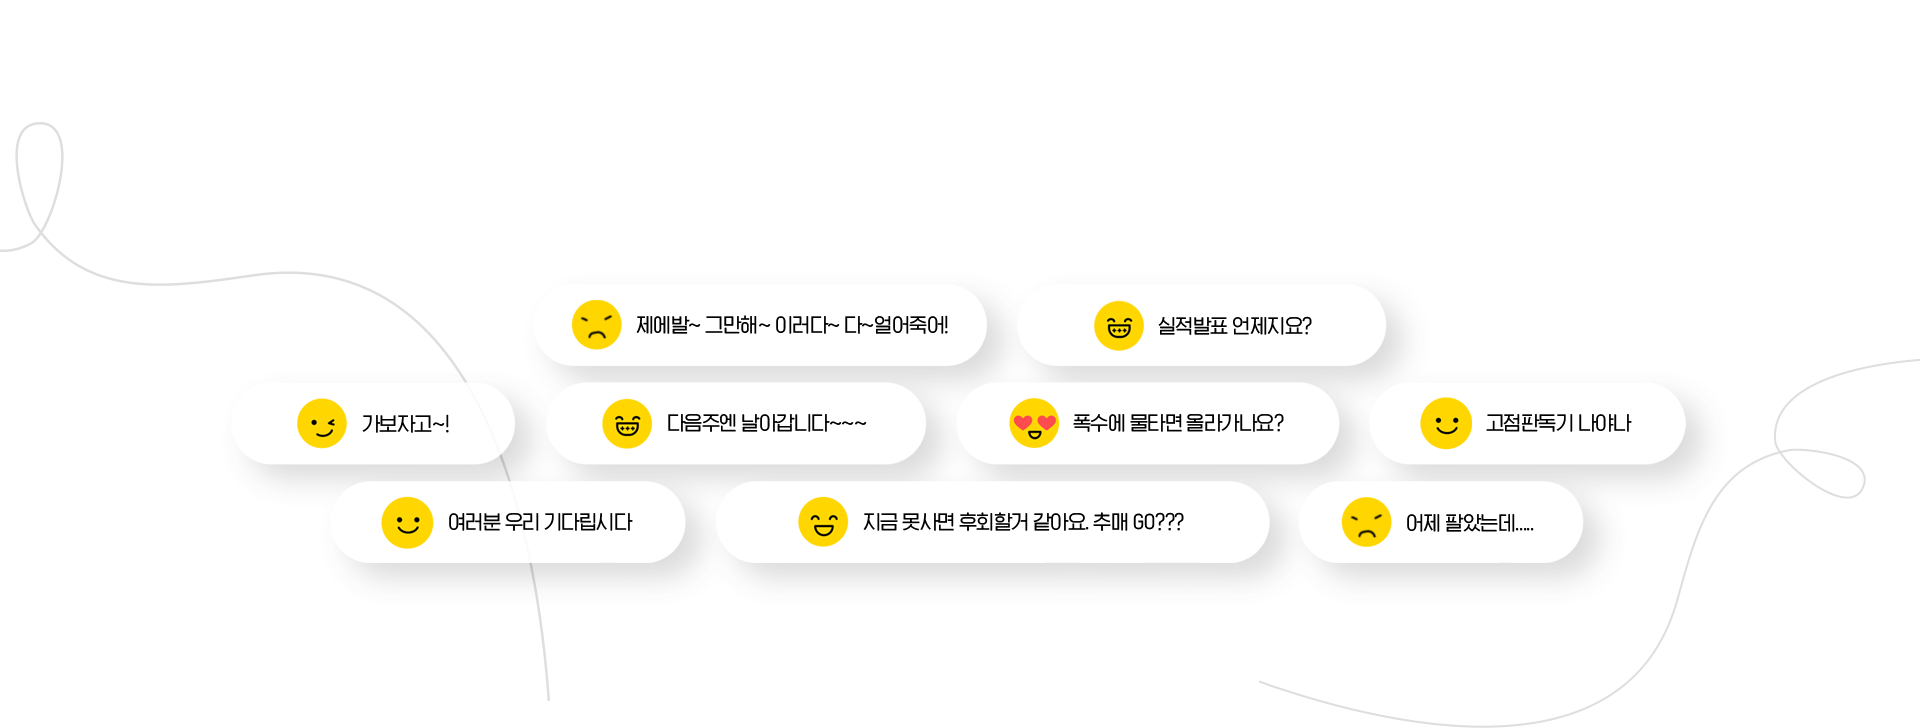 제에발~ 그만해~ 이러다~ 다~얼어죽어!
실적발표 언제지요?
가보자고~!
다음주엔 날아갑니다~~~
폭수에 물타면 올라가나요?
고점판독기 나야나
여러분 우리 기다립시다
지금 못사면 후회할거 같아요. 추매 GO???
어제 팔았는데.....